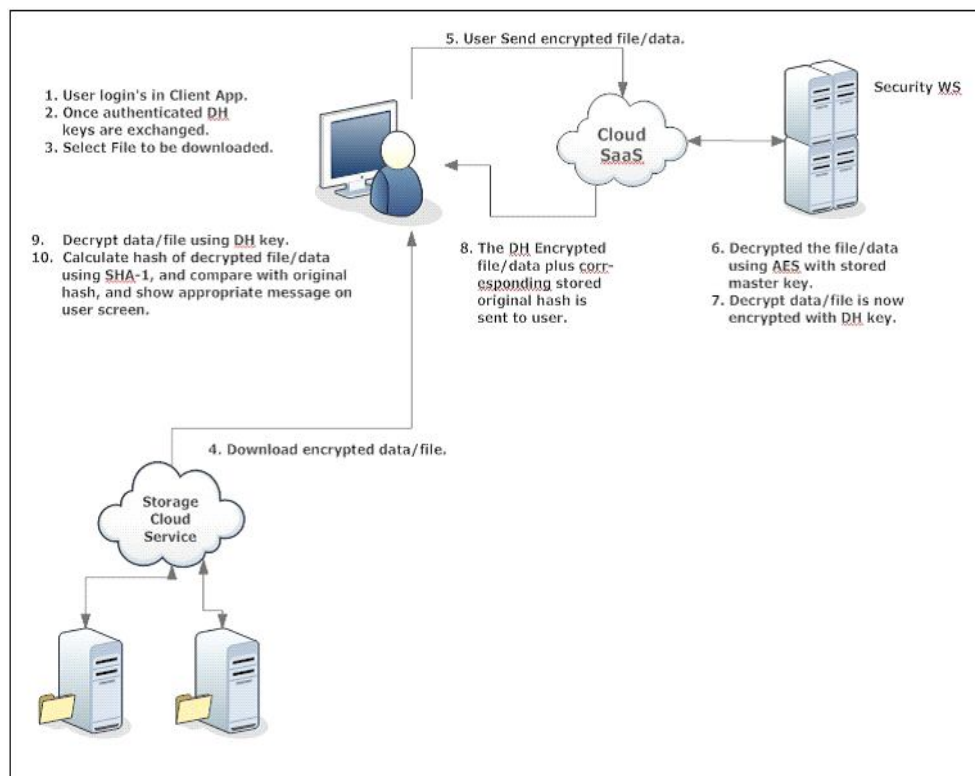 5. User Send encrypted file/data.
Security WS
1. User login's in Client App.
2. Once authenticated DH
keys are exchanged.
3. Select File to be downloaded.
Cloud
SaaS
9. Decrypt data/file using DH key.
10. Calculate hash of decrypted file/data
using SHA-1, and compare with original
hash, and show appropriate message on
user screen.
8. The DH Encrypted
file/data plus corr-
esponding stored
original hash is
sent to user.
6. Decrypted the file/data
using AES with stored
master key.
7. Decrypt data/file is now
encrypted with DH key.
4. Download encrypted data/file.
Storage
Cloud
Service